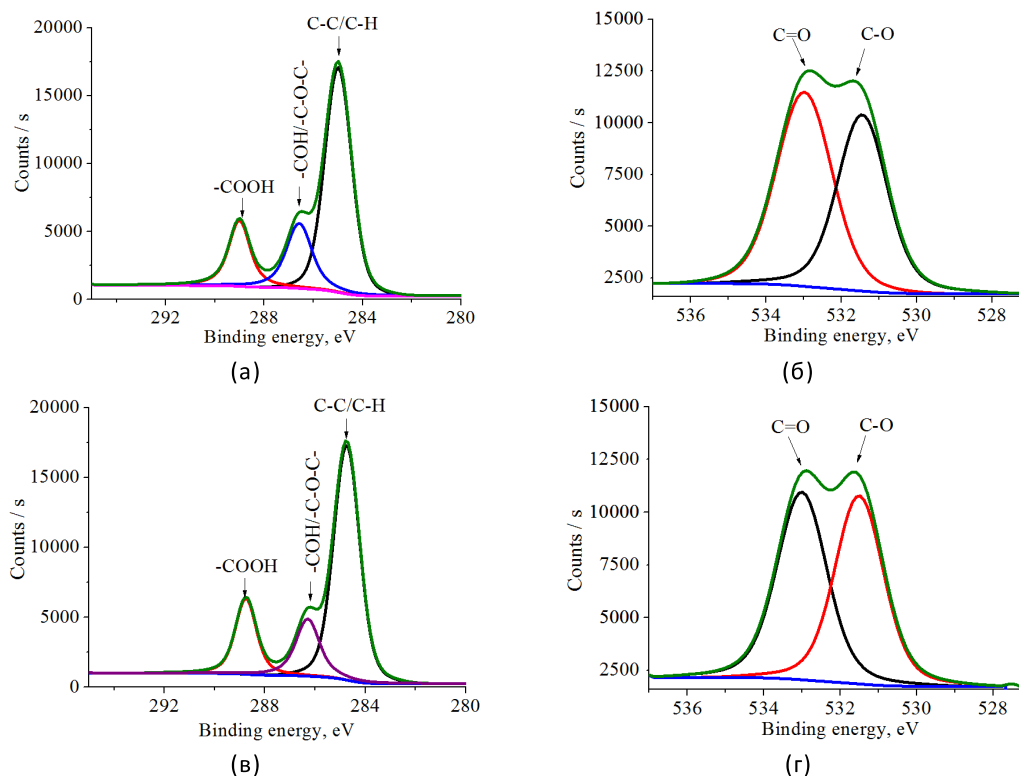 20000
15000
10000
5000
0
Counts / s
C-C/C-H
-COH/-C-O-C-
-COOH
292
288
284
280
Binding energy, eV
(а)
15000
12500
10000
7500
5000
2500
Counts / s
C=O
C-O
536
534
532
530
528
Binding energy, eV
(б)
20000
15000
10000
5000
0
Counts / s
C-C/C-H
-COH/-C-O-C-
-COOH
292
288
284
280
Binding energy, eV
(в)
15000
12500
10000
7500
5000
2500
Counts / s
C=O
C-O
536
534
532
530
528
Binding energy, eV
(г)